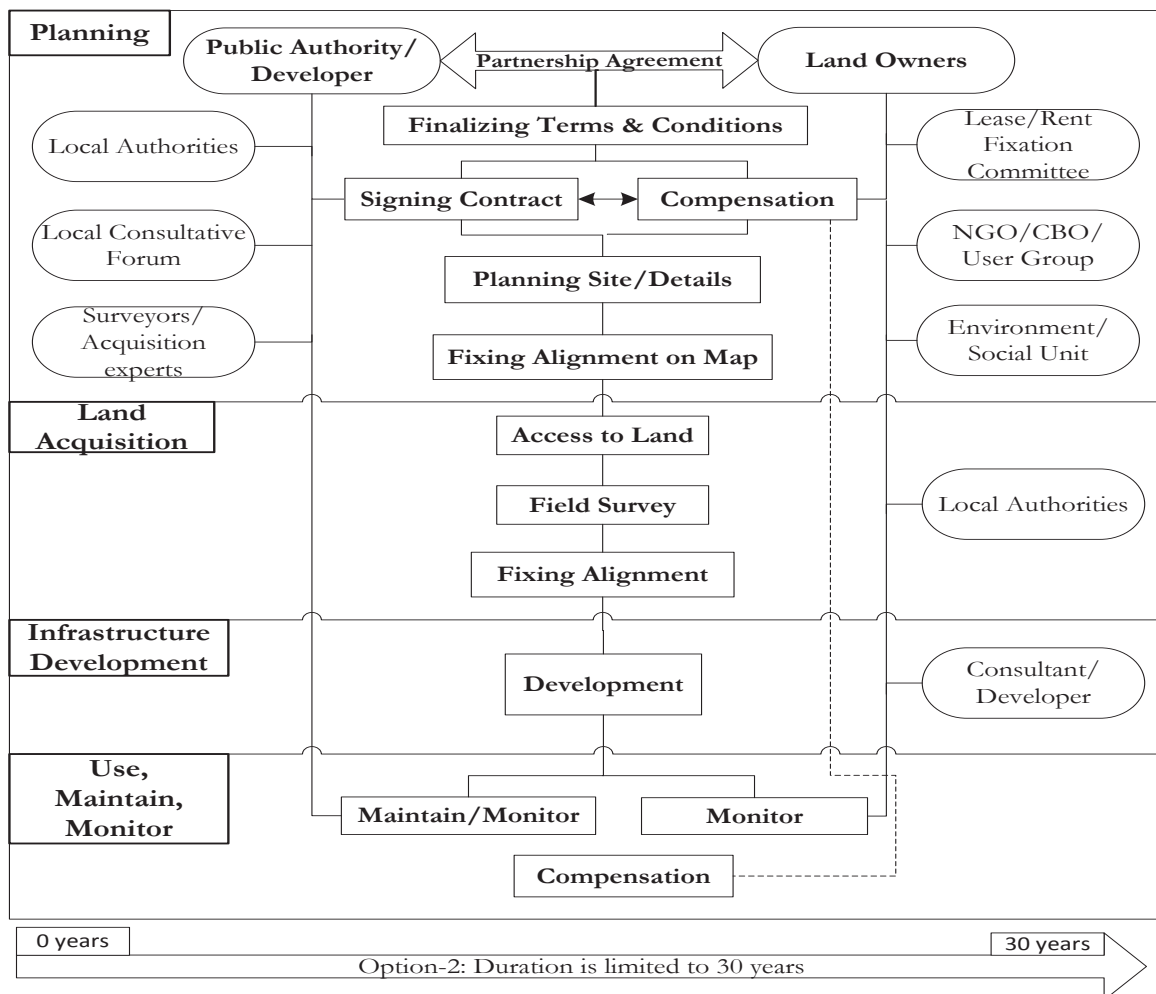 Planning
Public Authority/
Developer
Partnership Agreement
Land Owners
Finalizing Terms & Conditions
Local Authorities
Lease/Rent
Fixation
Committee
Signing Contract
Compensation
Local Consultative
Forum
NGO/CBO/
User Group
Planning Site/Details
Surveyors/
Acquisition
experts
Environment/
Social Unit
Fixing Alignment on Map
Land
Acquisition
Access to Land
Field Survey
Local Authorities
Fixing Alignment
Infrastructure
Development
Development
Consultant/
Developer
Use,
Maintain,
Monitor
Maintain/Monitor
Monitor
Compensation
0 years
30 years
Option-2: Duration is limited to 30 years